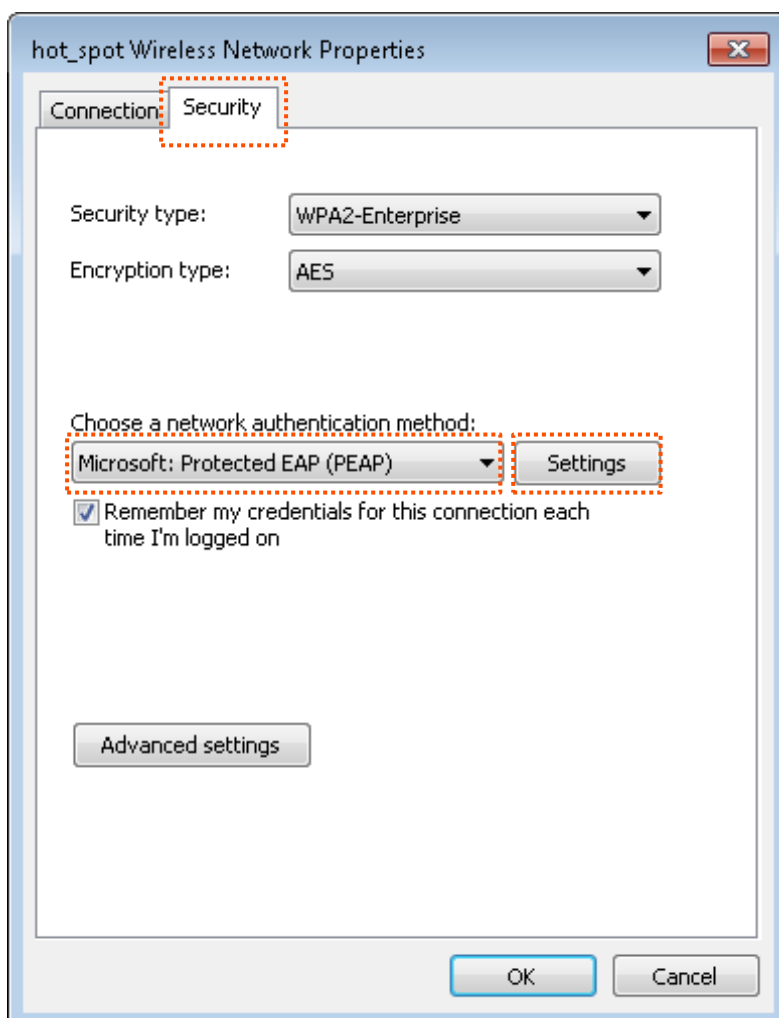 hot_spot Wireless Network Properties
Connection Security
Security type: WPA2-Enterprise
Encryption type: AES
Choose a network authentication method:
Microsoft: Protected EAP (PEAP) Settings
Remember my credentials for this connection each
time I'm logged on
Advanced settings
OK Cancel